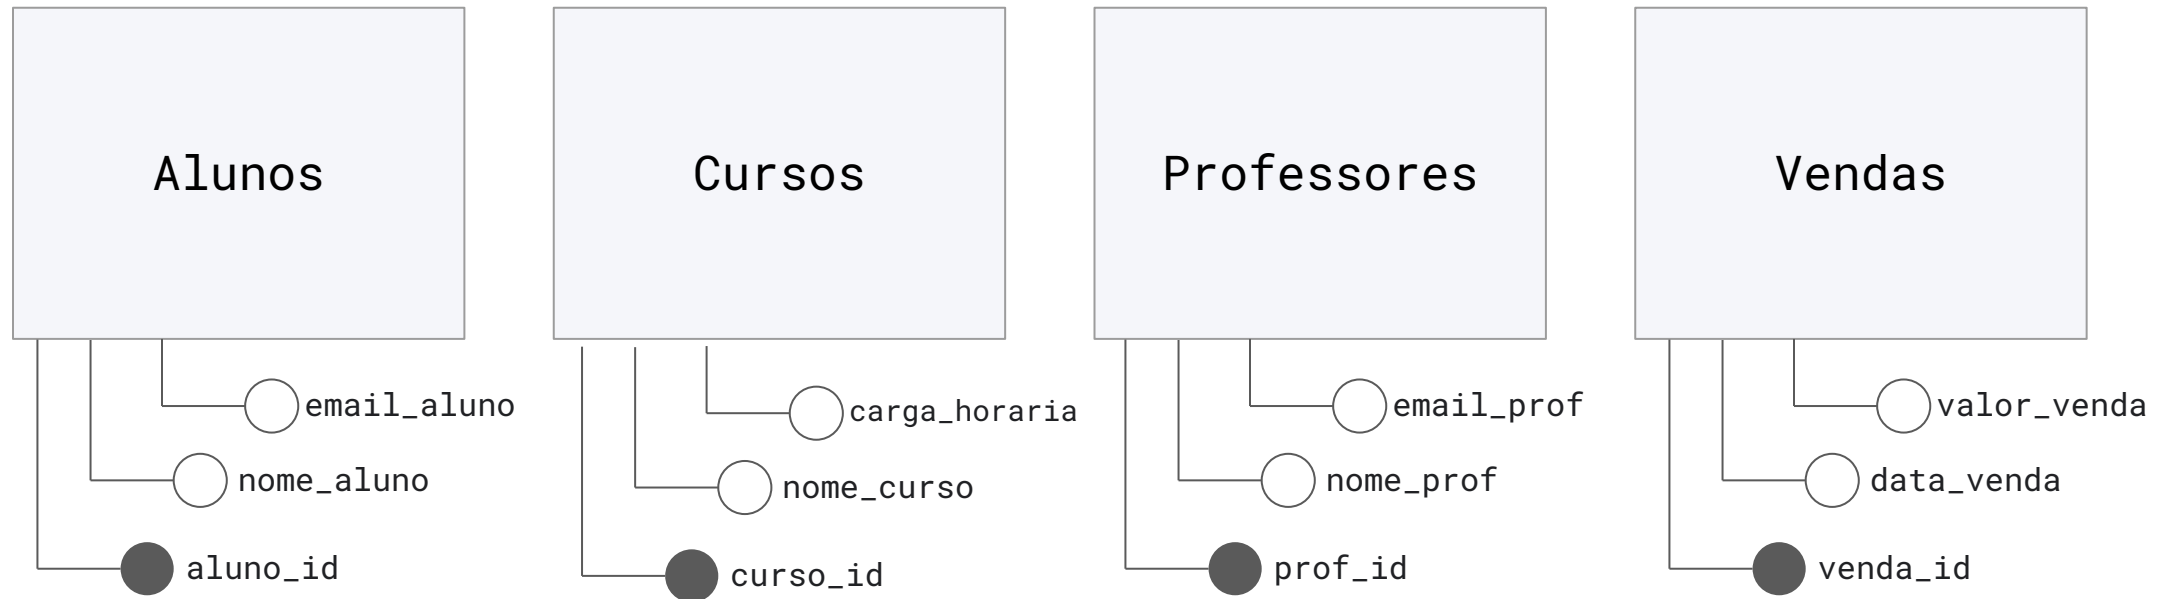 Alunos
email_aluno
nome_aluno
aluno_id
Cursos
carga_horaria
nome_curso
curso_id
Professores
email_prof
nome_prof
prof_id
Vendas
valor_venda
data_venda
venda_id